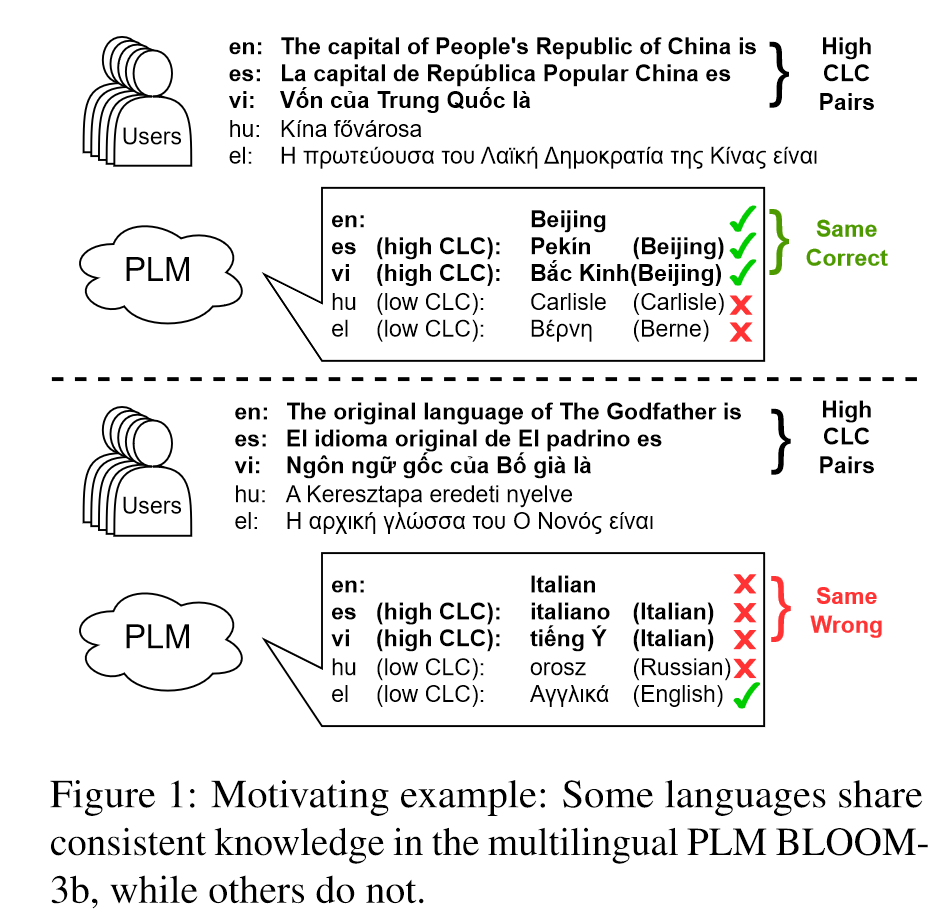 en: The capital of People's Republic of China is
es: La capital de República Popular China es
vi: Vốn của Trung Quốc là
hu: Kína fővárosa
el: Η πρωτεύουσα του Λαϊκή Δημοκρατία της Κίνας είναι
High
CLC
Pairs
Users
PLM
en: Beijing
es (high CLC): Pekín (Beijing)
vi (high CLC): Bắc Kinh(Beijing)
hu (low CLC): Carlisle (Carlisle)
el (low CLC): Βέρνη (Berne)
Same
Correct
en: The original language of The Godfather is
es: El idioma original de El padrino es
vi: Ngôn ngữ gốc của Bố già là
hu: A Keresztapa eredeti nyelve
el: Η αρχική γλώσσα του Ο Νονός είναι
High
CLC
Pairs
Users
PLM
en: Italian
es (high CLC): italiano (Italian)
vi (high CLC): tiếng Ý (Italian)
hu (low CLC): orosz (Russian)
el (low CLC): Αγγλικά (English)
Same
Wrong
Figure 1: Motivating example: Some languages share
consistent knowledge in the multilingual PLM BLOOM-
3b, while others do not.